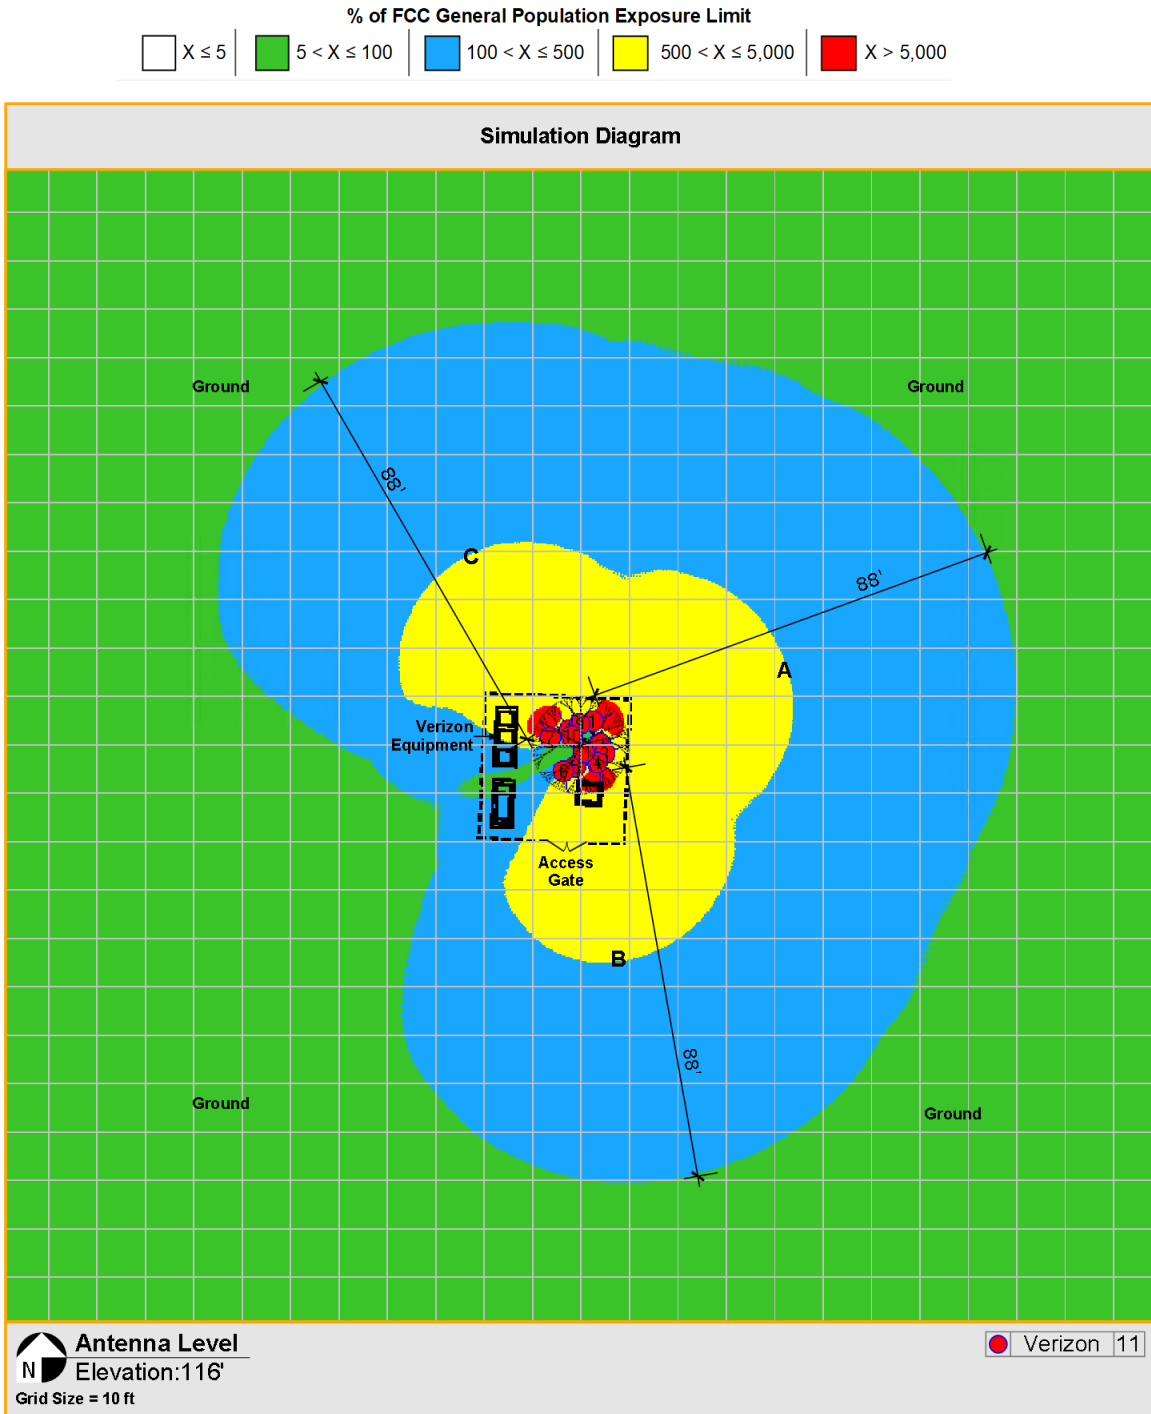 % of FCC General Population Exposure Limit
X ≤ 5
5 < X ≤ 100
100 < X ≤ 500
500 < X ≤ 5,000
X > 5,000
Simulation Diagram
Ground
Ground
88'
C
88'
A
Verizon
Equipment
Access
Gate
B
88'
Ground
Ground
N
Antenna Level
Elevation:116'
Grid Size = 10 ft
Verizon 11